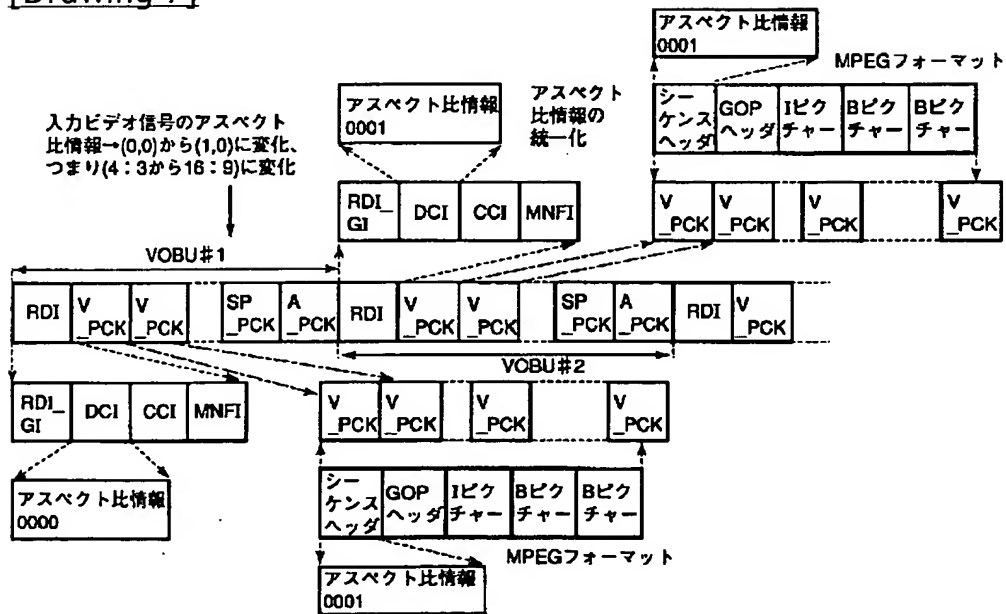 [Drawing 7]
アスペクト比情報
0001
MPEGフォーマット
シー
ケンス
ヘッダ
GOP
ヘッダ
Iピク
チャー
Bピク
チャー
Bピク
チャー
アスペクト比情報
0001
アスペクト
比情報の
統一化
入力ビデオ信号のアスペクト
比情報→(0,0)から(1,0)に変化、
つまり(4：3から16：9)に変化
RDI_
GI
DCI
CCI
MNFI
V
_PCK
V
_PCK
V
_PCK
V
_PCK
VOBU#1
RDI
V
_PCK
V
_PCK
SP
_PCK
A
_PCK
RDI
V
_PCK
V
_PCK
SP
_PCK
A
_PCK
RDI
V
_PCK
VOBU#2
RDI_
GI
DCI
CCI
MNFI
V
_PCK
V
_PCK
V
_PCK
V
_PCK
アスペクト比情報
0000
シー
ケンス
ヘッダ
GOP
ヘッダ
Iピク
チャー
Bピク
チャー
Bピク
チャー
MPEGフォーマット
アスペクト比情報
0001